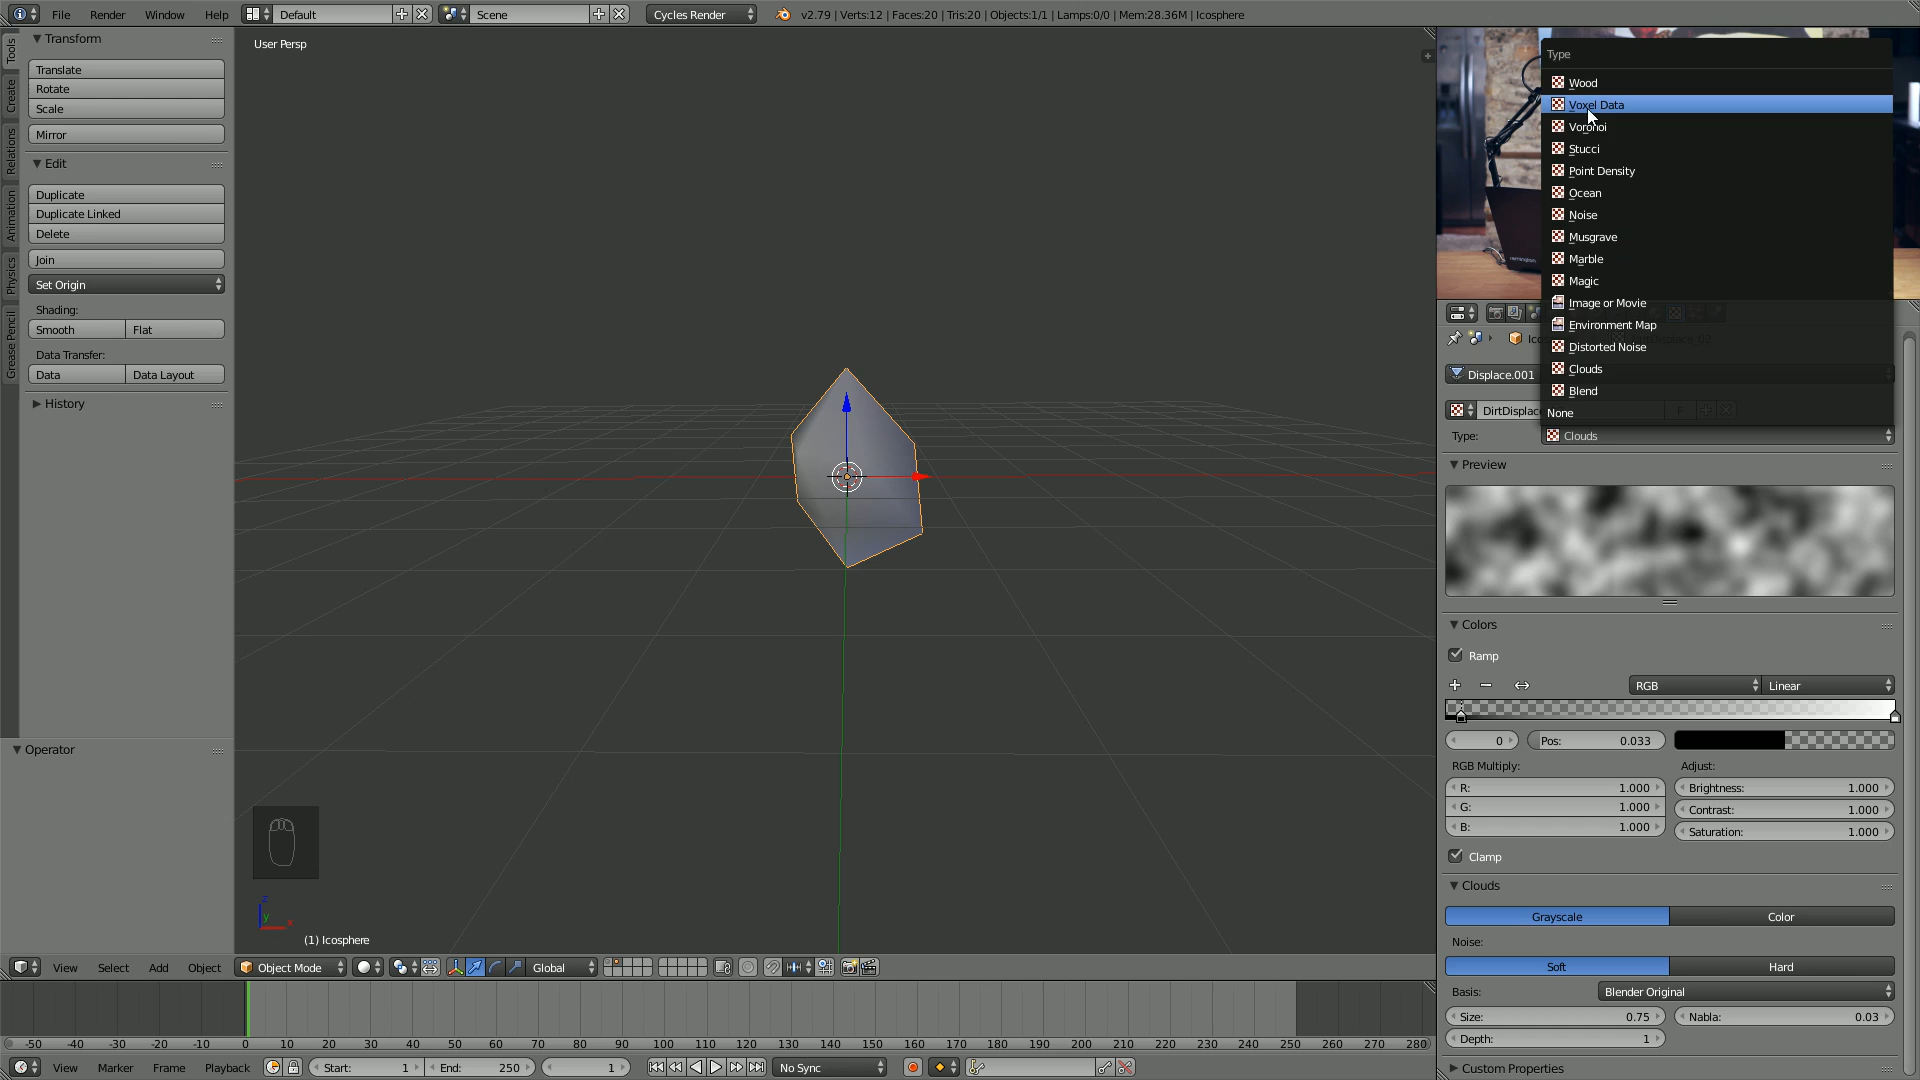 File Render Window Help Default Scene Cycles Render v2.79 | Verts:12 | Faces:20 | Tris:20 | Objects:1/1 | Lamps:0/0 | Mem:28.36M | Icosphere
Tools
Create
Relations
Animation
Physics
Grease Pencil
Transform
Translate
Rotate
Scale
Mirror
Edit
Duplicate
Duplicate Linked
Delete
Join
Set Origin
Shading:
Smooth Flat
Data Transfer:
Data Data Layout
History
Operator
User Persp
z
y
x
(1) Icosphere
View Select Add Object Object Mode Global
-50 -40 -30 -20 -10 0 10 20 30 40 50 60 70 80 90 100 110 120 130 140 150 160 170 180 190 200 210 220 230 240 250 260 270 280
View Marker Frame Playback Start: 1 End: 250 1 No Sync
Type
Wood
Voxel Data
Voronoi
Stucci
Point Density
Ocean
Noise
Musgrave
Marble
Magic
Image or Movie
Environment Map
Distorted Noise
Clouds
Blend
None
Displace.001
DirtDisplac
Type: Clouds
Preview
Colors
Ramp
RGB Linear
0 Pos: 0.033
RGB Multiply: Adjust:
R: 1.000 Brightness: 1.000
G: 1.000 Contrast: 1.000
B: 1.000 Saturation: 1.000
Clamp
Clouds
Grayscale Color
Noise:
Soft Hard
Basis: Blender Original
Size: 0.75 Nabla: 0.03
Depth: 1
Custom Properties